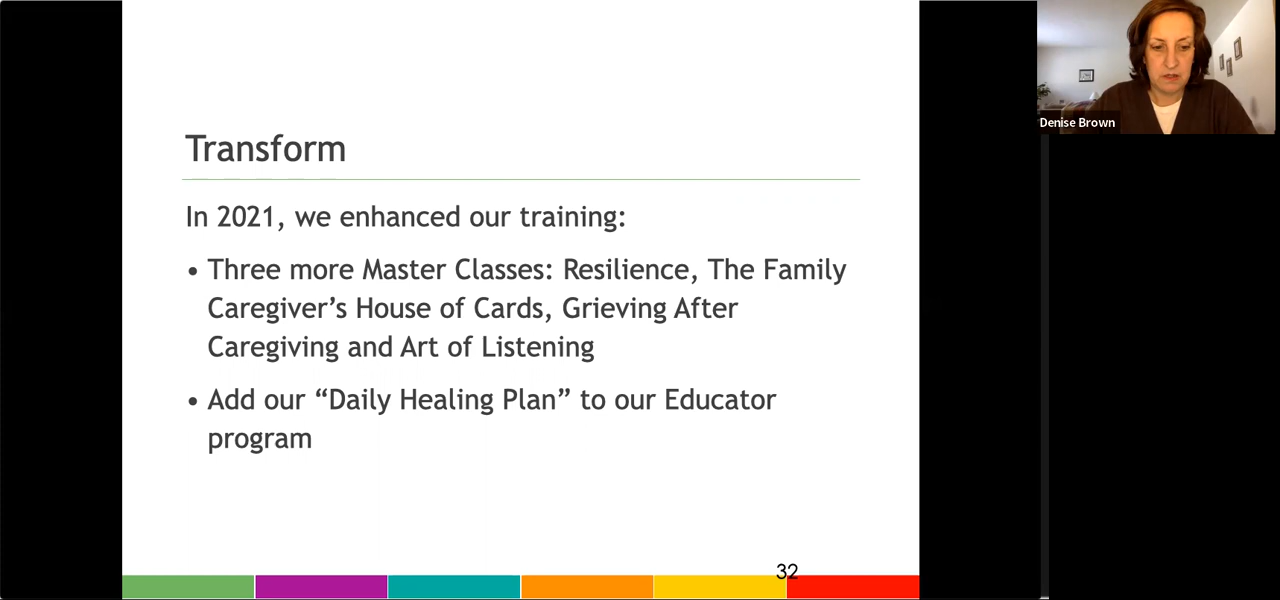 Transform
In 2021, we enhanced our training:
• Three more Master Classes: Resilience, The Family
Caregiver’s House of Cards, Grieving After
Caregiving and Art of Listening
• Add our “Daily Healing Plan” to our Educator
program
32
Denise Brown